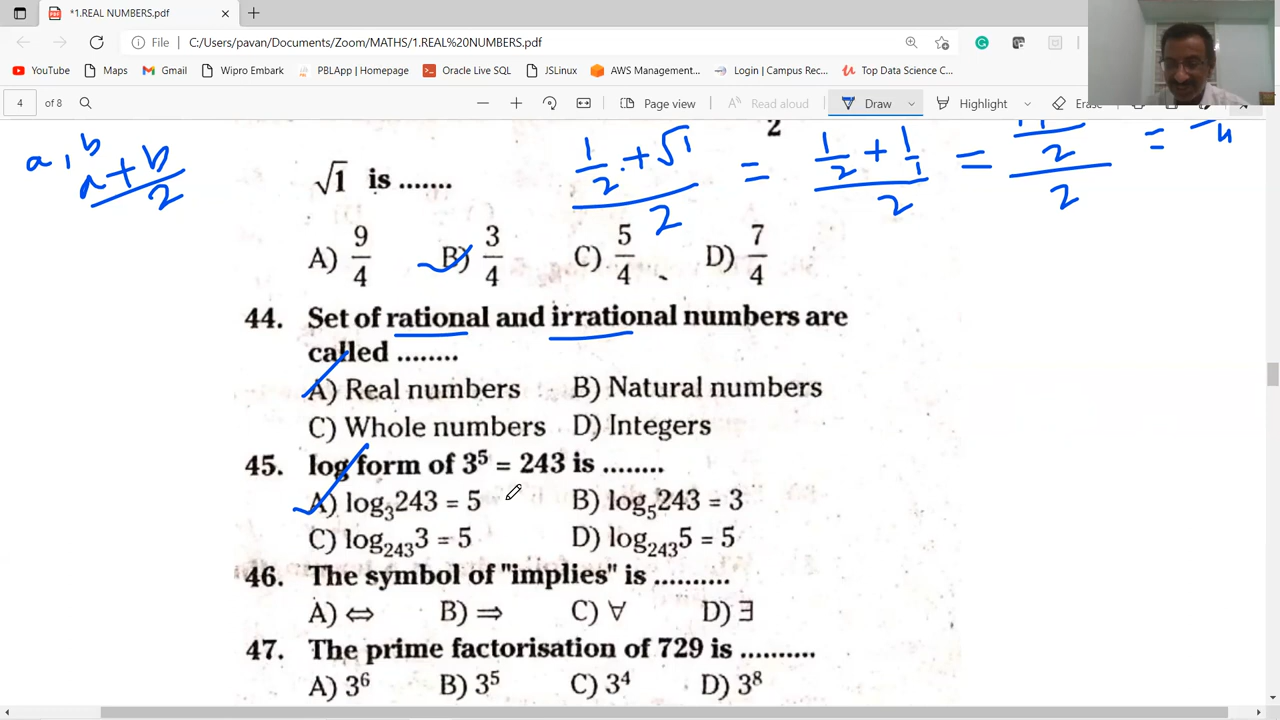 *1.REAL NUMBERS.pdf
File C:/Users/pavan/Documents/Zoom/MATHS/1.REAL%20NUMBERS.pdf
YouTube Maps Gmail Wipro Embark PBLApp | Homepage Oracle Live SQL JSLinux AWS Management... Login | Campus Rec... Top Data Science C...
4 of 8 Page view Read aloud Draw Highlight Erase
2
a, b
a + b / 2
√1 is .......
(1/2 + √1) / 2 = (1/2 + 1/1) / 2 = / 2 / 2 = / 4
A) 9/4 B) 3/4 C) 5/4 D) 7/4
44. Set of rational and irrational numbers are
called ........
A) Real numbers B) Natural numbers
C) Whole numbers D) Integers
45. log form of 3⁵ = 243 is ........
A) log₃243 = 5 B) log₅243 = 3
C) log₂₄₃3 = 5 D) log₂₄₃5 = 5
46. The symbol of "implies" is ..........
A) ⇔ B) ⇒ C) ∀ D) ∃
47. The prime factorisation of 729 is ..........
A) 3⁶ B) 3⁵ C) 3⁴ D) 3⁸